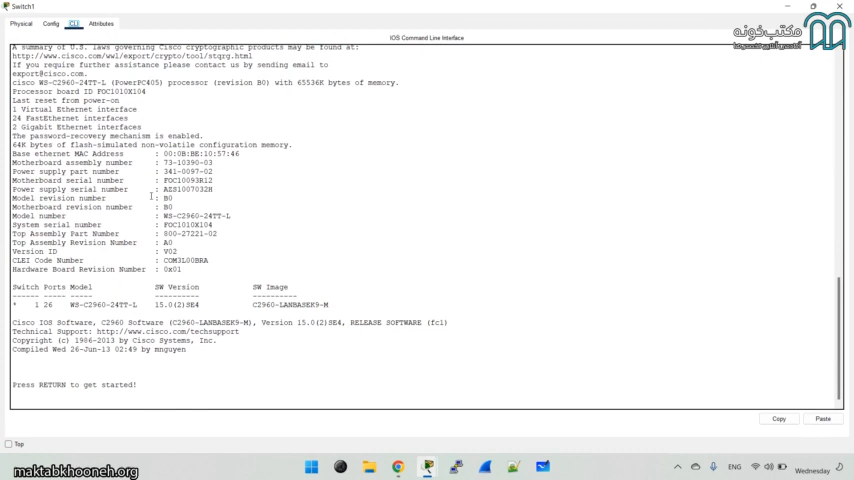 Switch1
Physical Config CLI Attributes
IOS Command Line Interface
مکتب‌خونه
A summary of U.S. laws governing Cisco cryptographic products may be found at:
http://www.cisco.com/wwl/export/crypto/tool/stqrg.html
If you require further assistance please contact us by sending email to
export@cisco.com.
cisco WS-C2960-24TT-L (PowerPC405) processor (revision B0) with 65536K bytes of memory.
Processor board ID FOC1010X104
Last reset from power-on
1 Virtual Ethernet interface
24 FastEthernet interfaces
2 Gigabit Ethernet interfaces
The password-recovery mechanism is enabled.
64K bytes of flash-simulated non-volatile configuration memory.
Base ethernet MAC Address : 00:0B:BE:10:57:46
Motherboard assembly number : 73-10390-03
Power supply part number : 341-0097-02
Motherboard serial number : FOC10093R12
Power supply serial number : AZS1007032H
Model revision number : B0
Motherboard revision number : B0
Model number : WS-C2960-24TT-L
System serial number : FOC1010X104
Top Assembly Part Number : 800-27221-02
Top Assembly Revision Number : A0
Version ID : V02
CLEI Code Number : COM3L00BRA
Hardware Board Revision Number : 0x01
Switch Ports Model SW Version SW Image
------ ----- ----- ---------- ----------
* 1 26 WS-C2960-24TT-L 15.0(2)SE4 C2960-LANBASEK9-M
Cisco IOS Software, C2960 Software (C2960-LANBASEK9-M), Version 15.0(2)SE4, RELEASE SOFTWARE (fc1)
Technical Support: http://www.cisco.com/techsupport
Copyright (c) 1986-2013 by Cisco Systems, Inc.
Compiled Wed 26-Jun-13 02:49 by mnguyen
Press RETURN to get started!
Copy Paste
Top
maktabkhooneh.org
ENG Wednesday